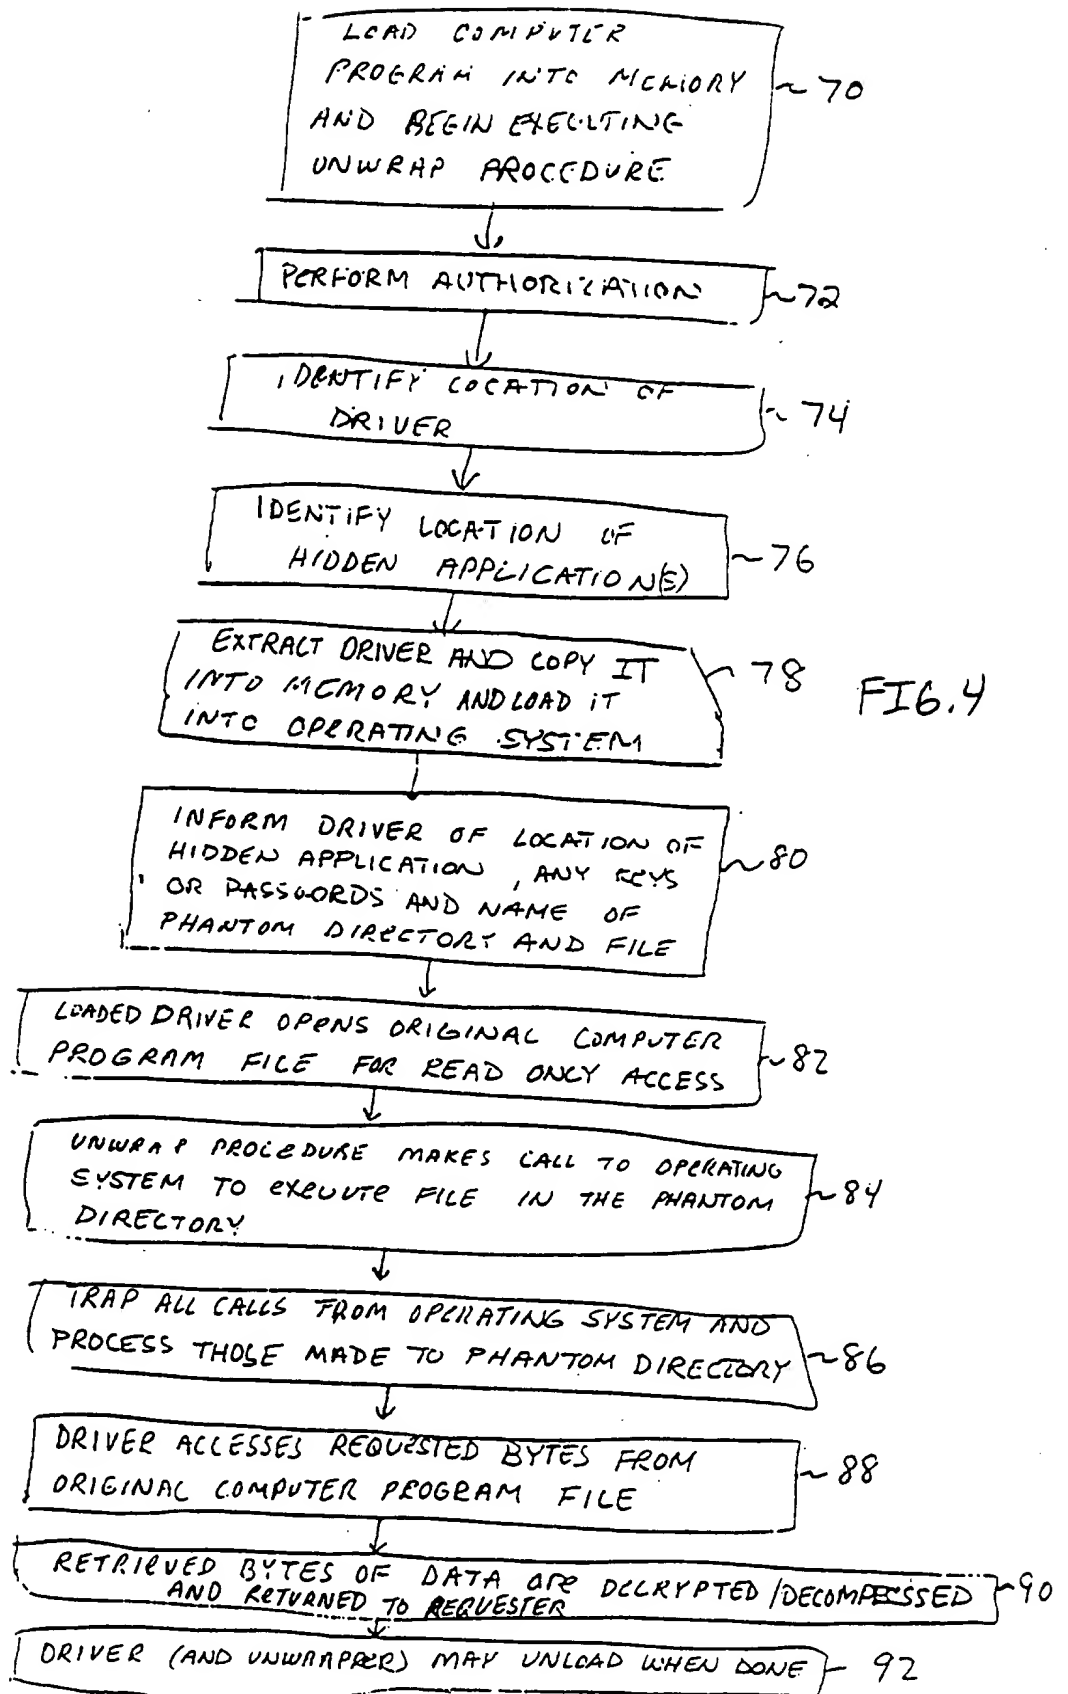 LOAD COMPUTER
PROGRAM INTO MEMORY
AND BEGIN EXECUTING
UNWRAP PROCEDURE
70
PERFORM AUTHORIZATION
72
IDENTIFY LOCATION OF
DRIVER
74
IDENTIFY LOCATION OF
HIDDEN APPLICATION(S)
76
EXTRACT DRIVER AND COPY IT
INTO MEMORY AND LOAD IT
INTO OPERATING SYSTEM
78
FIG.4
INFORM DRIVER OF LOCATION OF
HIDDEN APPLICATION, ANY KEYS
OR PASSWORDS AND NAME OF
PHANTOM DIRECTORY AND FILE
80
LOADED DRIVER OPENS ORIGINAL COMPUTER
PROGRAM FILE FOR READ ONLY ACCESS
82
UNWRAP PROCEDURE MAKES CALL TO OPERATING
SYSTEM TO EXECUTE FILE IN THE PHANTOM
DIRECTORY
84
TRAP ALL CALLS FROM OPERATING SYSTEM AND
PROCESS THOSE MADE TO PHANTOM DIRECTORY
86
DRIVER ACCESSES REQUESTED BYTES FROM
ORIGINAL COMPUTER PROGRAM FILE
88
RETRIEVED BYTES OF DATA ARE DECRYPTED/DECOMPRESSED
AND RETURNED TO REQUESTER
90
DRIVER (AND UNWRAPPER) MAY UNLOAD WHEN DONE
92